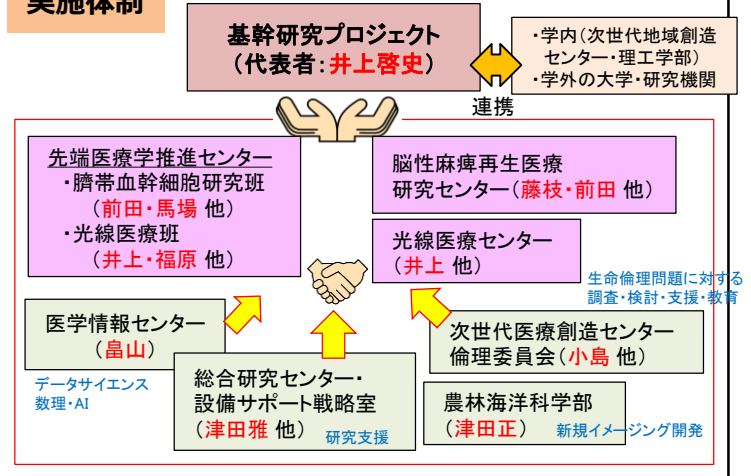 実施体制
基幹研究プロジェクト
（代表者：井上啓史）
・学内（次世代地域創造
センター・理工学部）
・学外の大学・研究機関
連携
先端医療学推進センター
・臍帯血幹細胞研究班
（前田・馬場 他）
・光線医療班
（井上・福原 他）
脳性麻痺再生医療
研究センター（藤枝・前田 他）
光線医療センター
（井上 他）
生命倫理問題に対する
調査・検討・支援・教育
医学情報センター
（畠山）
データサイエンス
数理・AI
総合研究センター・
設備サポート戦略室
（津田雅 他）
研究支援
次世代医療創造センター
倫理委員会（小島 他）
農林海洋科学部
（津田正）
新規イメージング開発